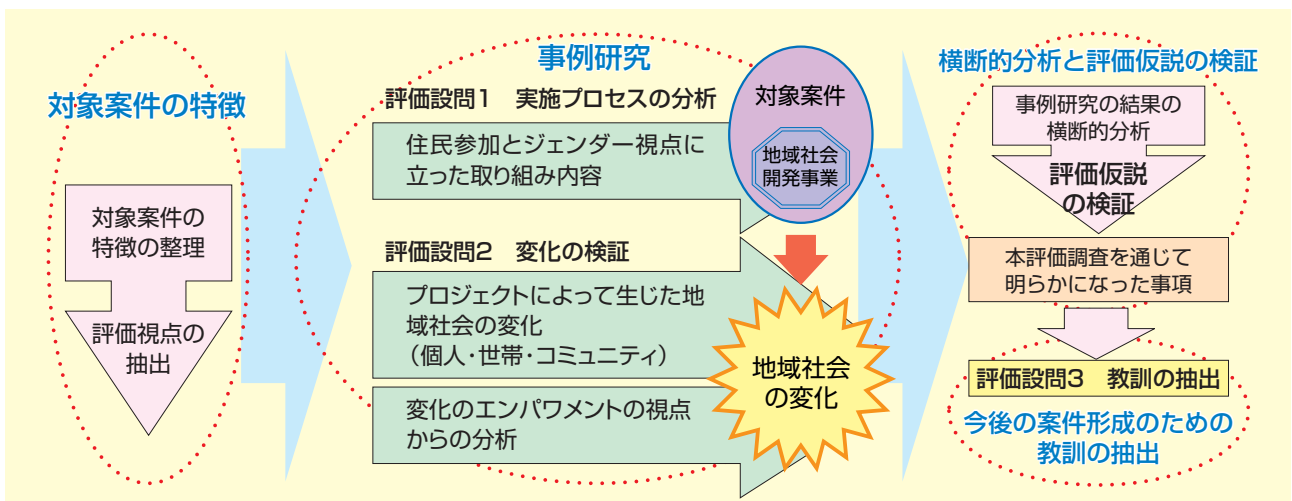 対象案件の特徴
対象案件の
特徴の整理
評価視点の
抽出
事例研究
評価設問1 実施プロセスの分析
住民参加とジェンダー視点に
立った取り組み内容
対象案件
地域社会
開発事業
評価設問2 変化の検証
プロジェクトによって生じた地
域社会の変化
（個人・世帯・コミュニティ）
変化のエンパワメントの視点
からの分析
地域社会
の変化
横断的分析と評価仮説の検証
事例研究の結果の
横断的分析
評価仮説
の検証
本評価調査を通じて
明らかになった事項
評価設問3 教訓の抽出
今後の案件形成のための
教訓の抽出